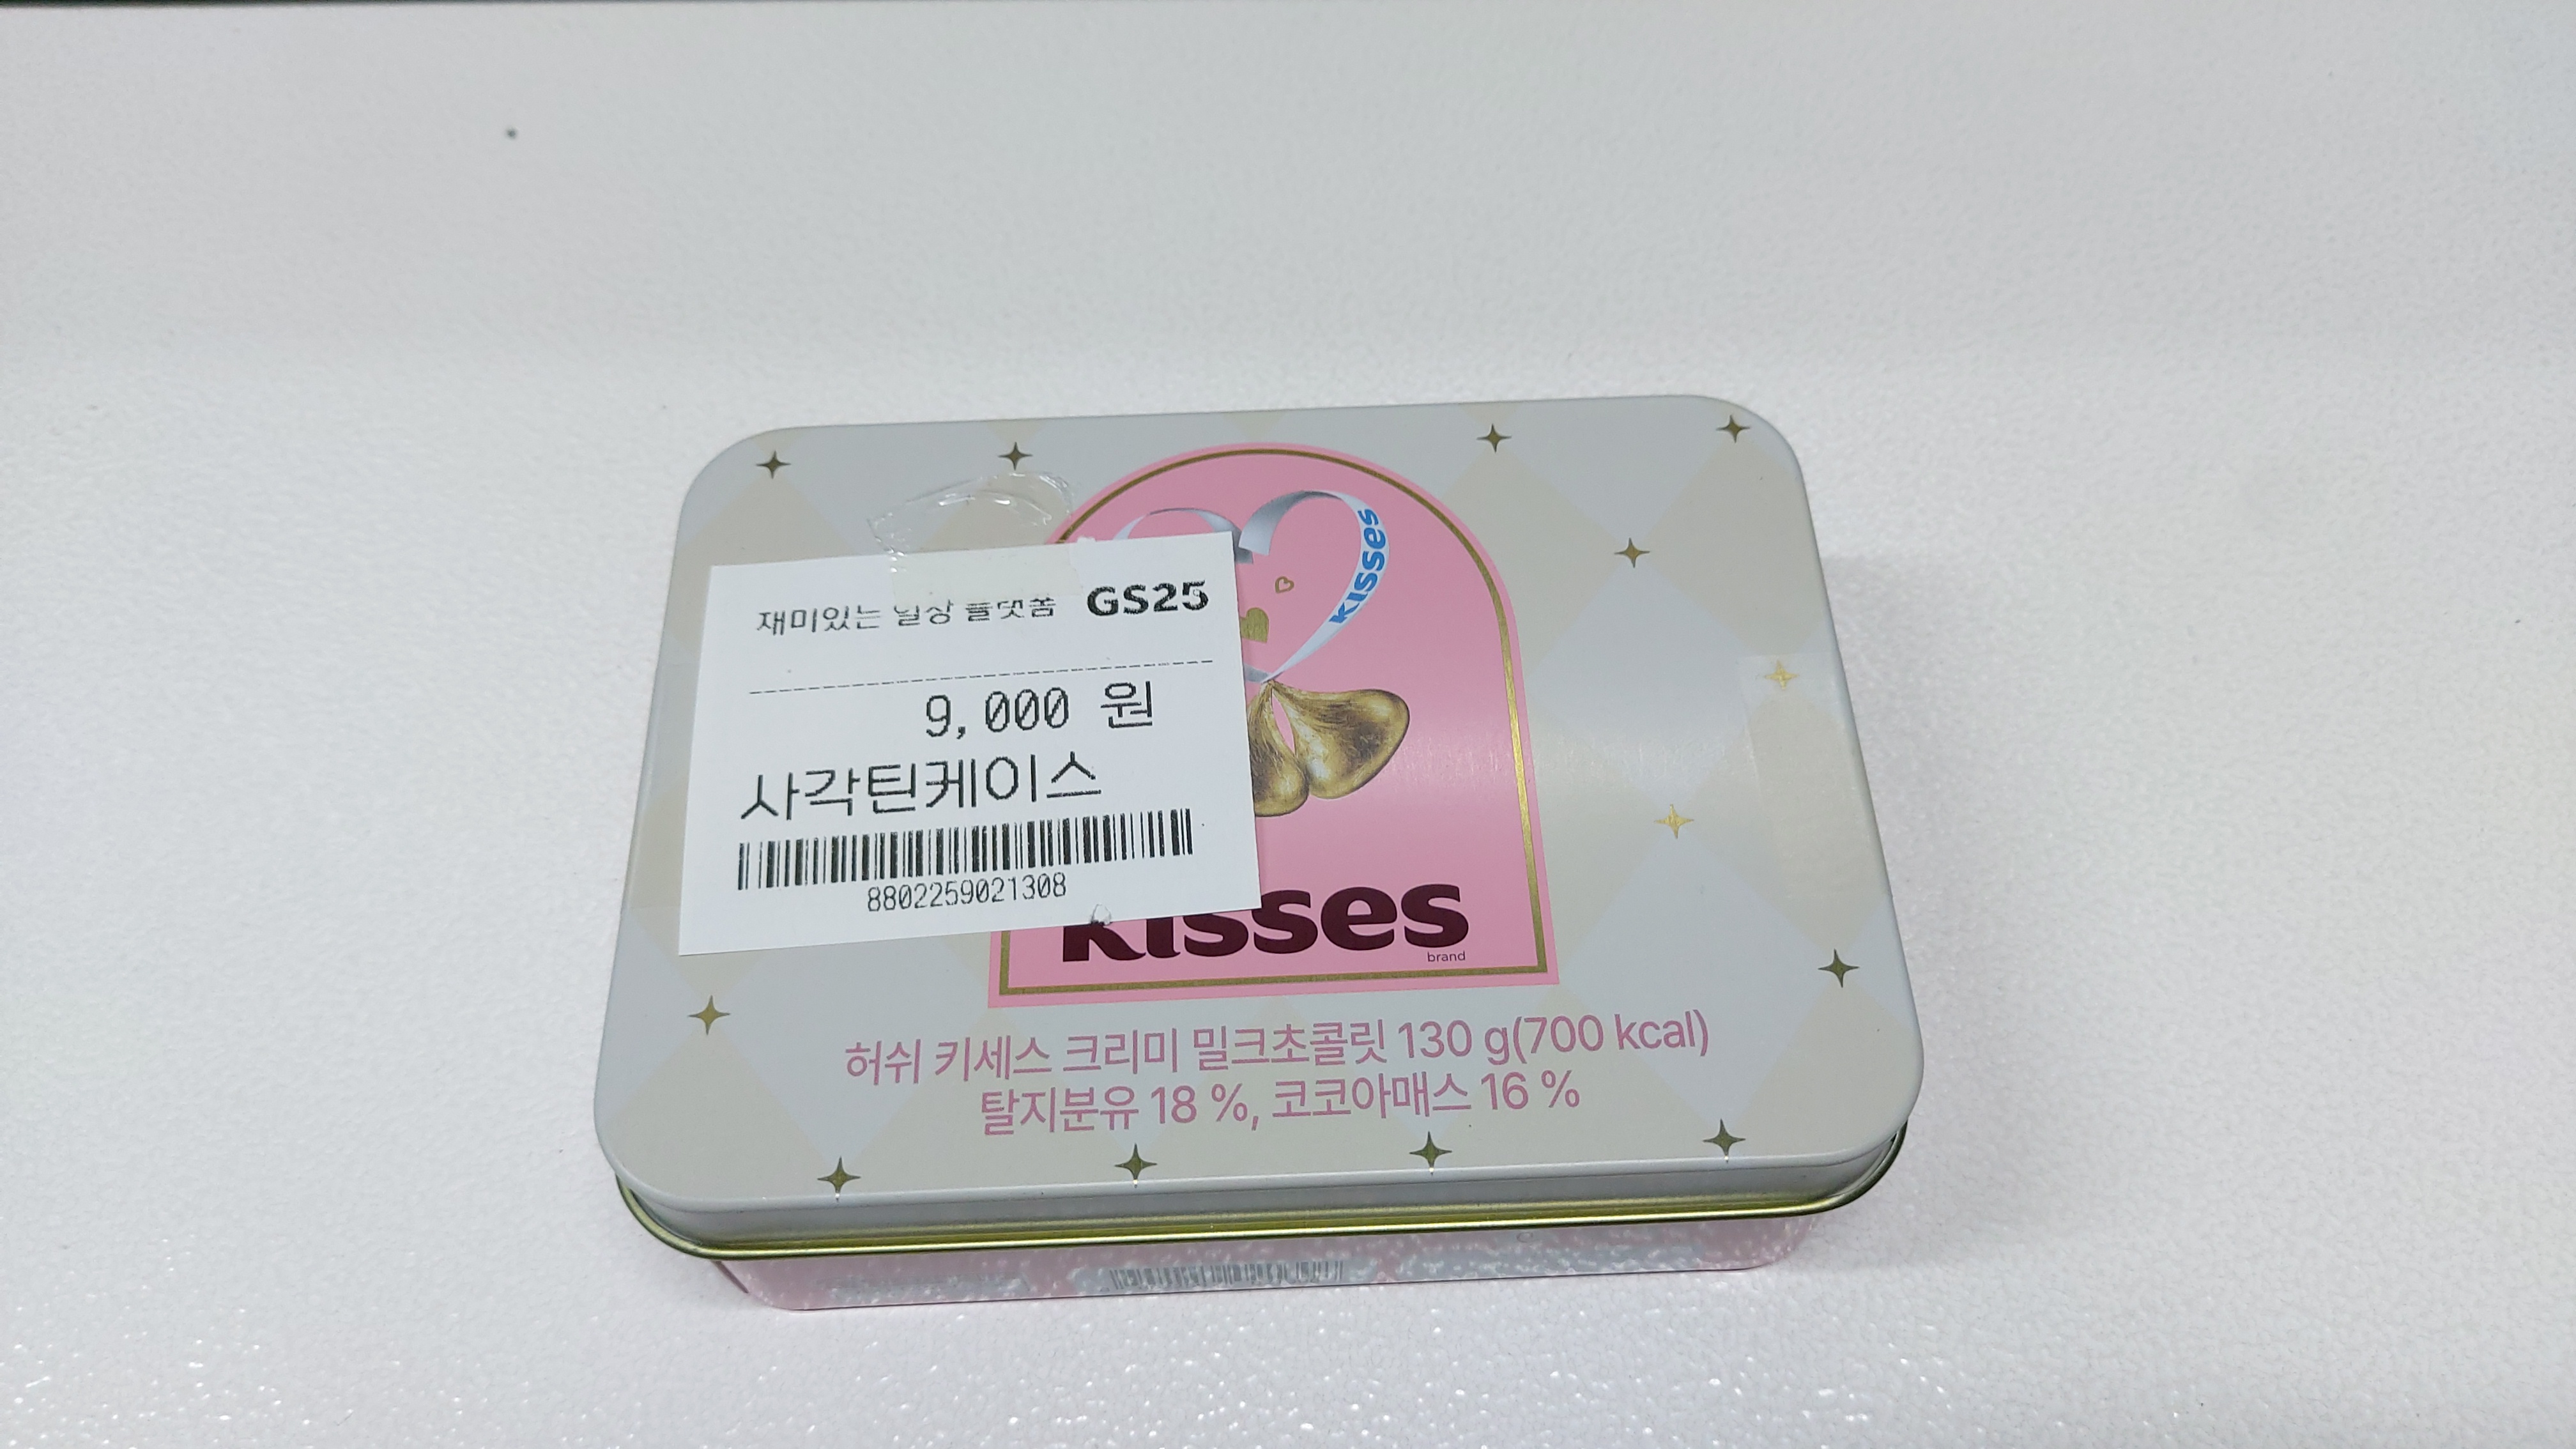 KISSES
재미있는 일상 플랫폼 GS25
9,000 원
사각틴케이스
8802259021308
kisses
brand
허쉬 키세스 크리미 밀크초콜릿 130 g(700 kcal)
탈지분유 18 %, 코코아매스 16 %